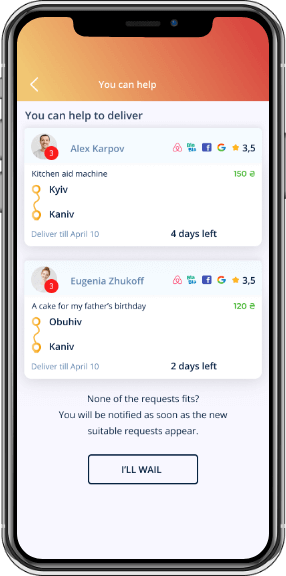 You can help
You can help to deliver
3
Alex Karpov
3,5
Kitchen aid machine
150 ₴
Kyiv
Kaniv
Deliver till April 10
4 days left
3
Eugenia Zhukoff
3,5
A cake for my father's birthday
120 ₴
Obuhiv
Kaniv
Deliver till April 10
2 days left
None of the requests fits?
You will be notified as soon as the new
suitable requests appear.
I'LL WAIL